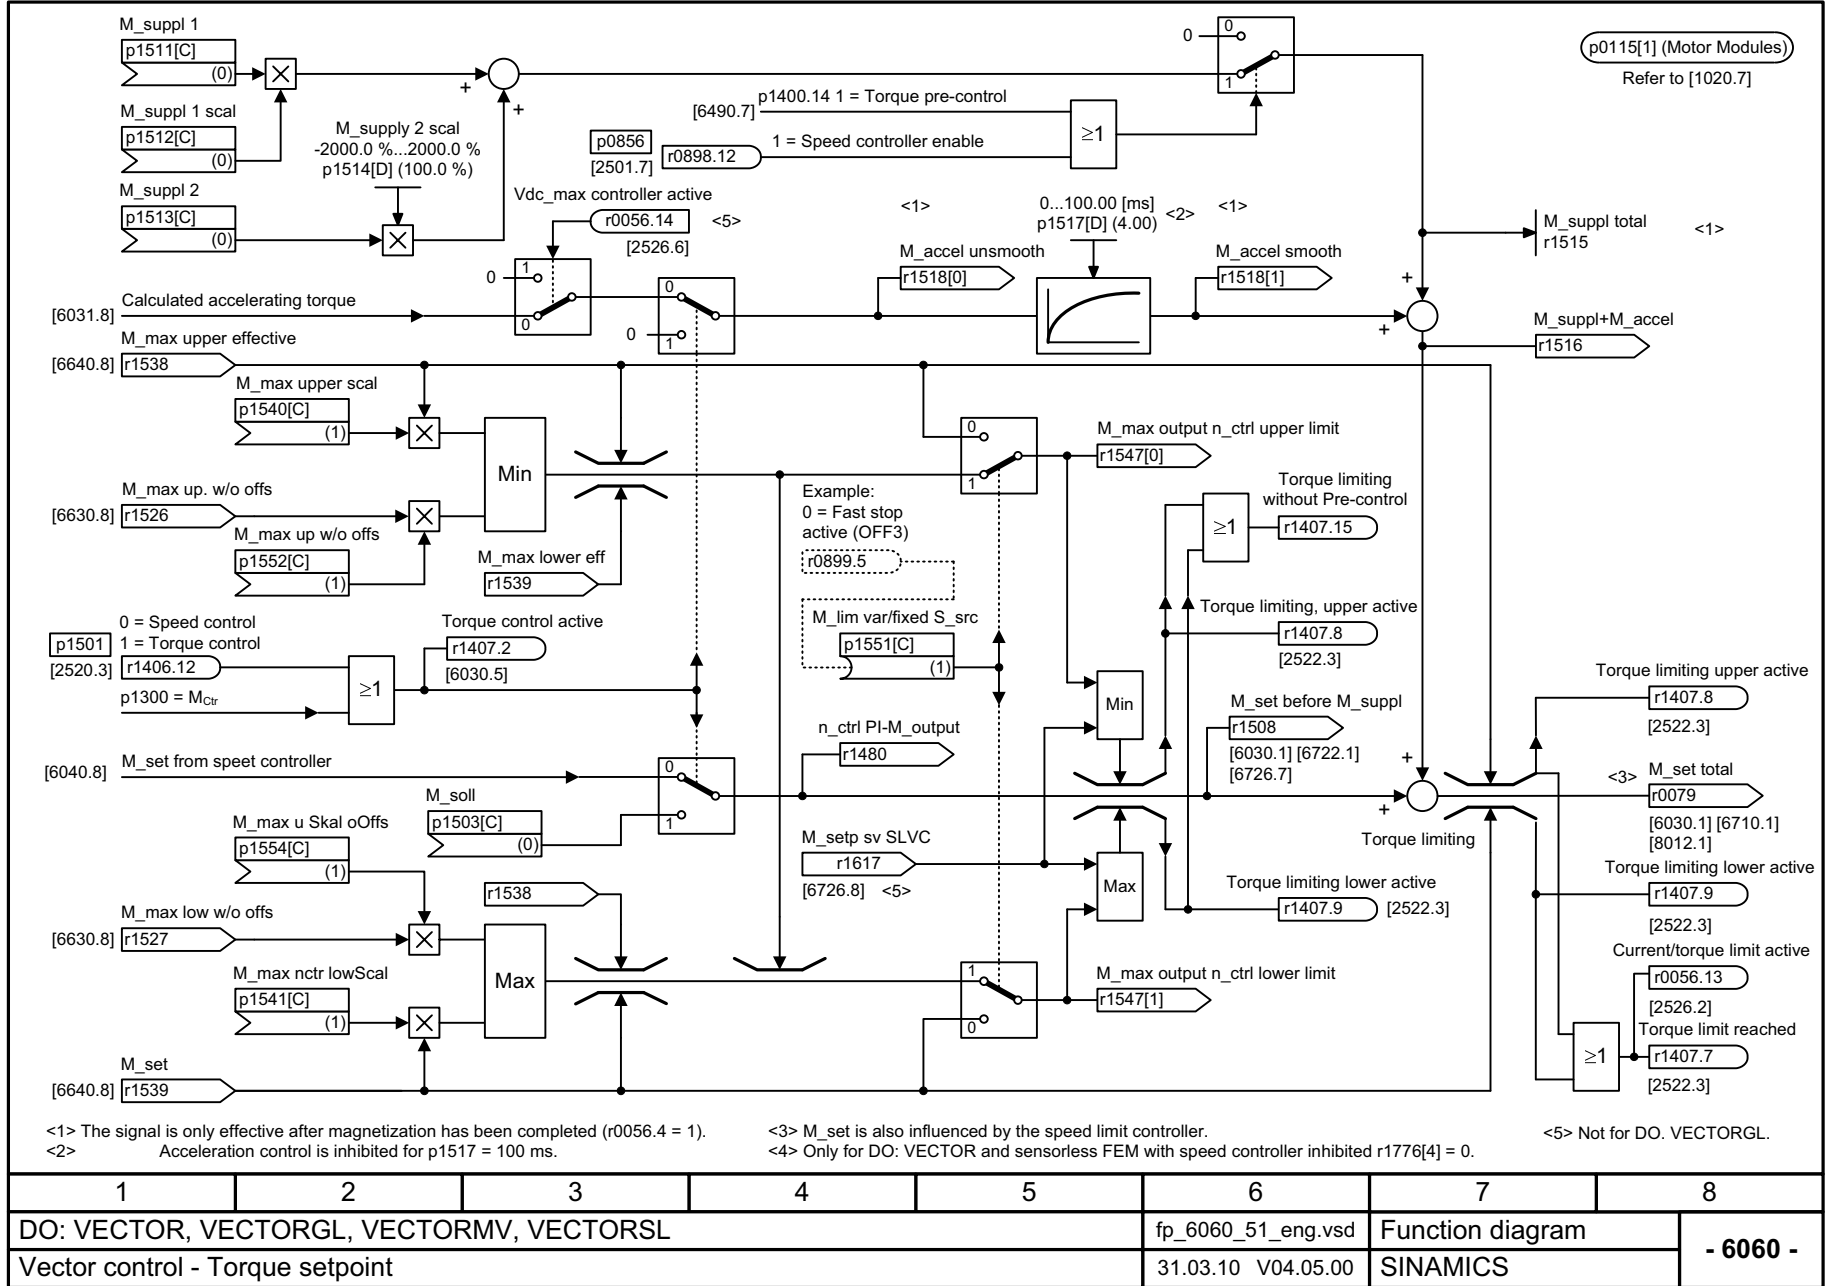 M_suppl 1
p1511[C]
(0)
M_suppl 1 scal
p1512[C]
(0)
M_suppl 2
p1513[C]
(0)
M_supply 2 scal
-2000.0 %...2000.0 %
p1514[D] (100.0 %)
+
+
0
0
1
p0115[1] (Motor Modules)
Refer to [1020.7]
p1400.14 1 = Torque pre-control
[6490.7]
p0856
[2501.7]
r0898.12
1 = Speed controller enable
≥1
Vdc_max controller active
r0056.14
<5>
[2526.6]
0
1
0
0
0
1
<1>
M_accel unsmooth
r1518[0]
0...100.00 [ms]
p1517[D] (4.00)
<2>
<1>
M_accel smooth
r1518[1]
M_suppl total
r1515
<1>
+
+
M_suppl+M_accel
r1516
[6031.8]
Calculated accelerating torque
M_max upper effective
[6640.8]
r1538
M_max upper scal
p1540[C]
(1)
M_max up. w/o offs
[6630.8]
r1526
M_max up w/o offs
p1552[C]
(1)
Min
M_max lower eff
r1539
0
1
M_max output n_ctrl upper limit
r1547[0]
Example:
0 = Fast stop
active (OFF3)
r0899.5
M_lim var/fixed S_src
p1551[C]
(1)
Torque limiting
without Pre-control
≥1
r1407.15
Torque limiting, upper active
r1407.8
[2522.3]
0 = Speed control
1 = Torque control
p1501
[2520.3]
r1406.12
p1300 = MCtr
≥1
Torque control active
r1407.2
[6030.5]
Min
M_set before M_suppl
r1508
[6030.1] [6722.1]
[6726.7]
Torque limiting upper active
r1407.8
[2522.3]
[6040.8]
M_set from speet controller
0
1
n_ctrl PI-M_output
r1480
M_soll
p1503[C]
(0)
+
+
Torque limiting
<3>
M_set total
r0079
[6030.1] [6710.1]
[8012.1]
M_max u Skal oOffs
p1554[C]
(1)
M_setp sv SLVC
r1617
[6726.8]
<5>
Max
Torque limiting lower active
r1407.9
[2522.3]
Torque limiting lower active
r1407.9
[2522.3]
r1538
M_max low w/o offs
[6630.8]
r1527
M_max nctr lowScal
p1541[C]
(1)
Max
1
0
M_max output n_ctrl lower limit
r1547[1]
Current/torque limit active
r0056.13
[2526.2]
Torque limit reached
≥1
r1407.7
[2522.3]
M_set
[6640.8]
r1539
<1> The signal is only effective after magnetization has been completed (r0056.4 = 1).
<2> Acceleration control is inhibited for p1517 = 100 ms.
<3> M_set is also influenced by the speed limit controller.
<4> Only for DO: VECTOR and sensorless FEM with speed controller inhibited r1776[4] = 0.
<5> Not for DO. VECTORGL.
1 2 3 4 5 6 7 8
DO: VECTOR, VECTORGL, VECTORMV, VECTORSL
fp_6060_51_eng.vsd
Function diagram
- 6060 -
Vector control - Torque setpoint
31.03.10 V04.05.00
SINAMICS